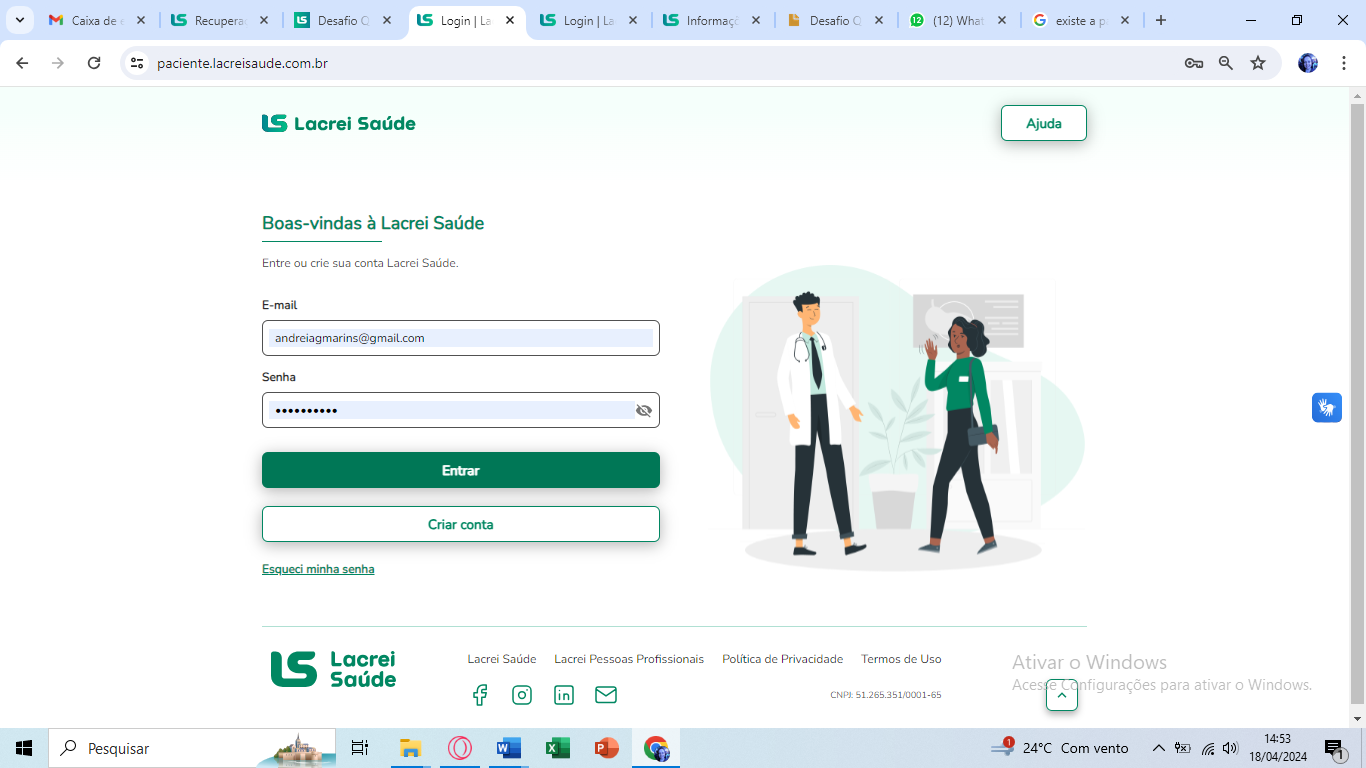 Caixa de e
Recupera
Desafio Q
Login | La
Login | La
Informaçõ
Desafio Q
(12) What
existe a p
paciente.lacreisaude.com.br
LS Lacrei Saúde
Ajuda
Boas-vindas à Lacrei Saúde
Entre ou crie sua conta Lacrei Saúde.
E-mail
andreiagmarins@gmail.com
Senha
••••••••••
Entrar
Criar conta
Esqueci minha senha
LS Lacrei
Saúde
Lacrei Saúde Lacrei Pessoas Profissionais Política de Privacidade Termos de Uso
CNPJ: 51.265.351/0001-65
Ativar o Windows
Acesse Configurações para ativar o Windows.
Pesquisar
1
24°C Com vento
14:53
18/04/2024
1